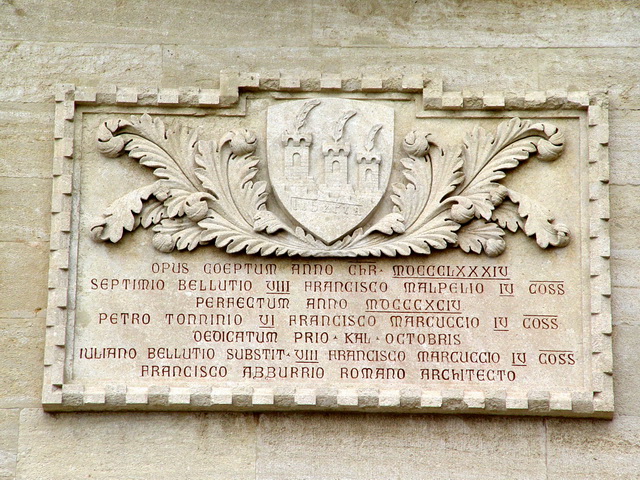 OPUS COEPTUM ANNO CHR· MDCCCLXXXIV
SEPTIMIO BELLUTIO VIII FRANCISCO MALPELIO IV COSS
PERFECTUM ANNO MDCCCXCIV
PETRO TONNINIO VI FRANCISCO MARCUCCIO IV COSS
DEDICATUM PRID· KAL· OCTOBRIS
IULIANO BELLUTIO SUBSTIT· VIII FRANCISCO MARCUCCIO IV COSS
FRANCISCO AZZURRIO ROMANO ARCHITECTO